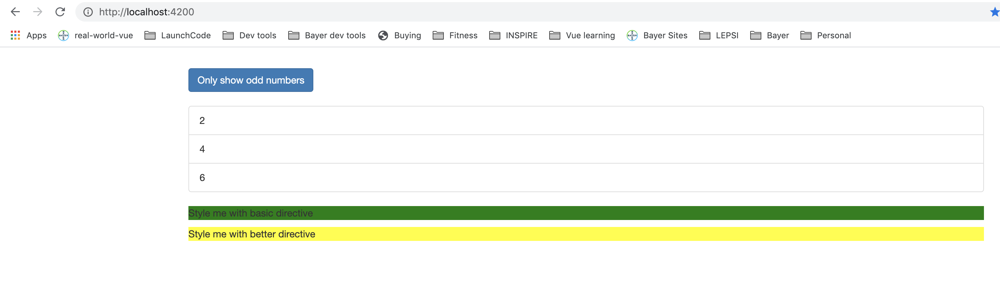 http://localhost:4200
Apps BAYER real-world-vue LaunchCode Dev tools Bayer dev tools Buying Fitness INSPIRE Vue learning BAYER Bayer Sites LEPSI Bayer Personal
Only show odd numbers
2
4
6
Style me with basic directive
Style me with better directive